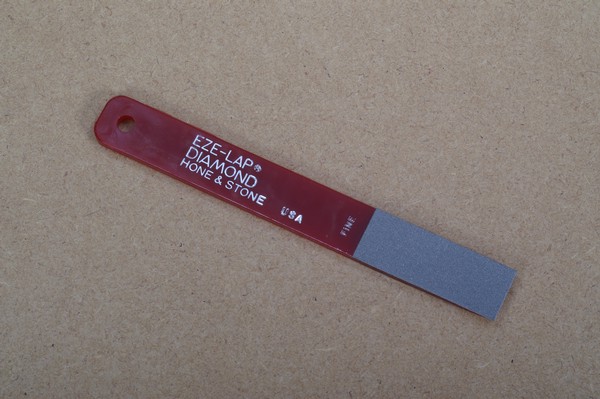 EZE-LAP®
DIAMOND
HONE & STONE
USA
FINE